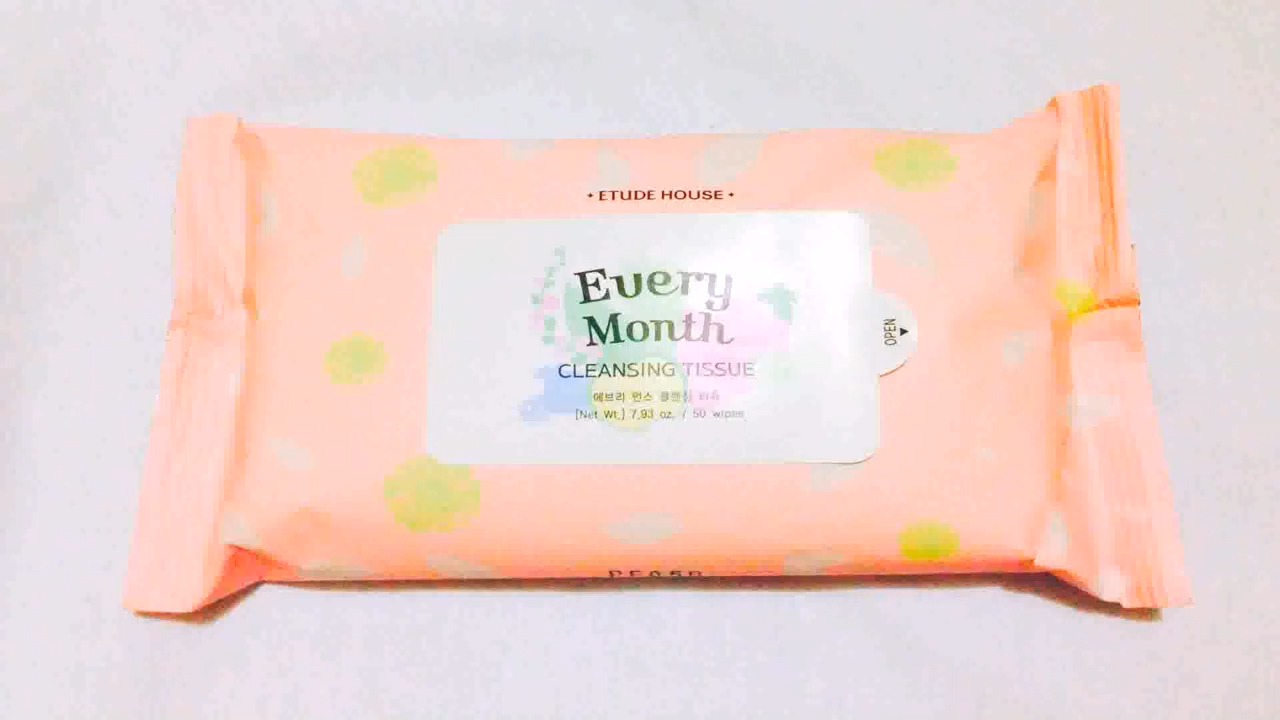 • ETUDE HOUSE •
Every
Month
CLEANSING TISSUE
에브리 먼스 클렌징 티슈
[Net Wt.] 7.93 oz. / 50 wipes
OPEN